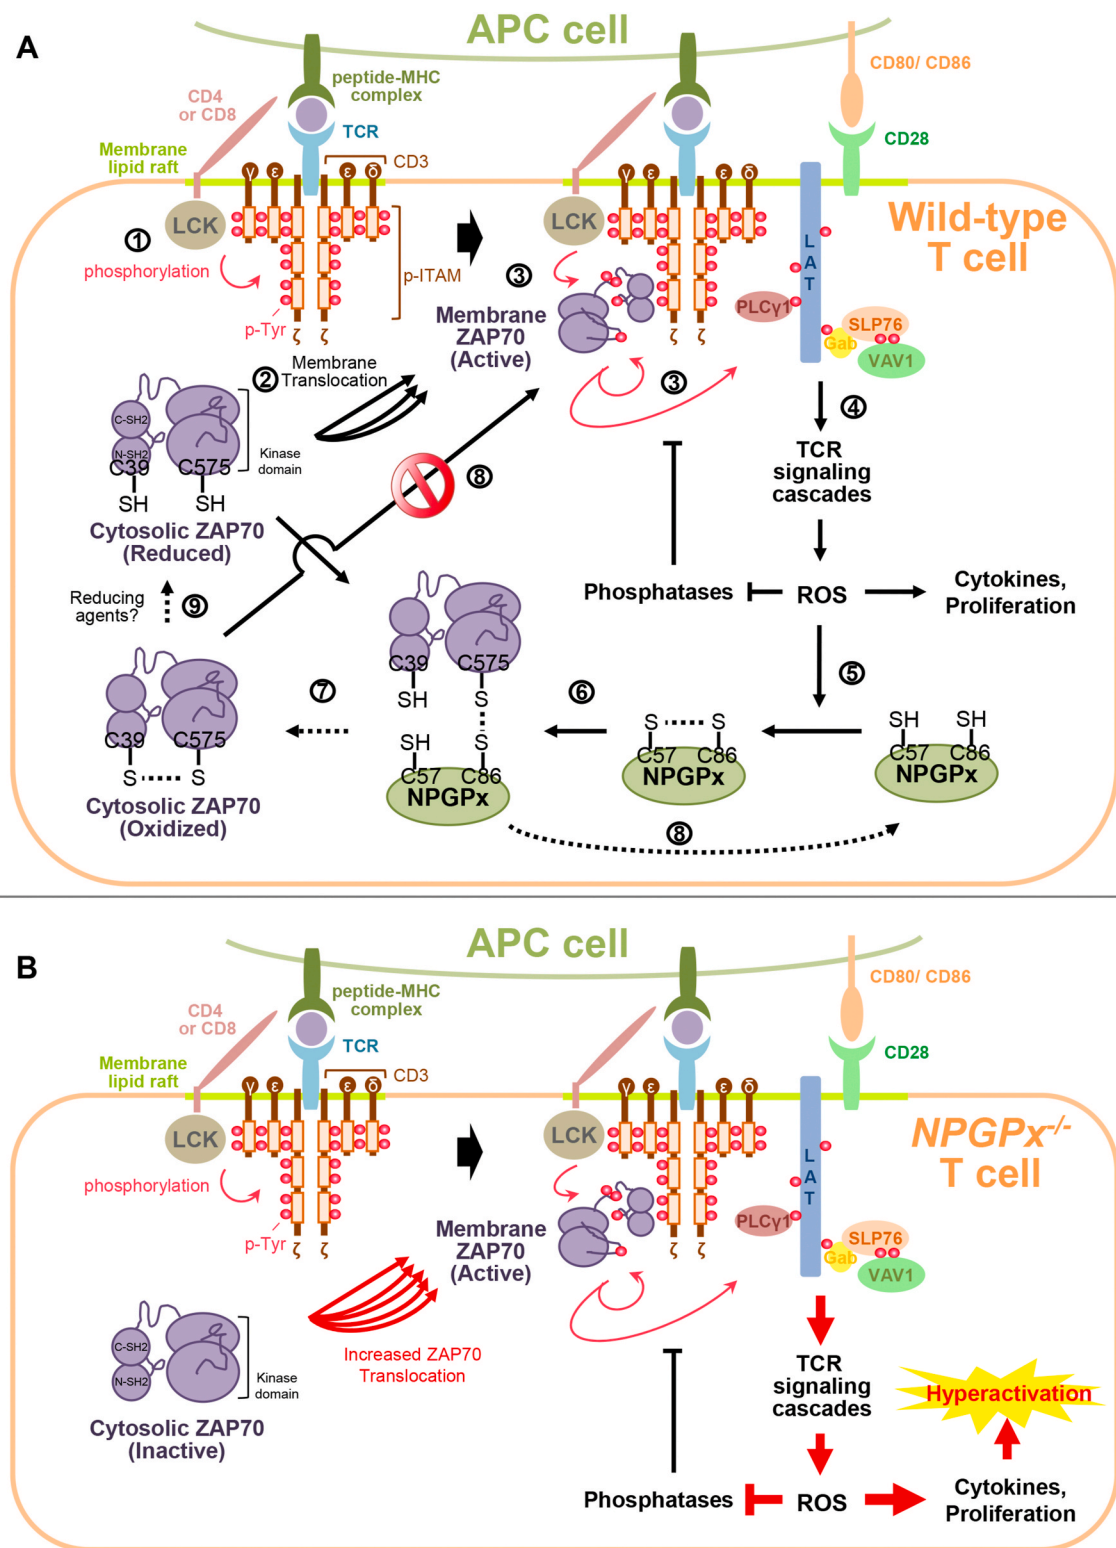 A
APC cell
CD80/ CD86
peptide-MHC
complex
CD4
or CD8
TCR
CD28
Membrane
lipid raft
CD3
γ ε ε δ
γ ε ε δ
LCK
LCK
Wild-type
T cell
①
phosphorylation
p-ITAM
③
LAT
p-Tyr
ζ ζ
Membrane
ZAP70
(Active)
PLCγ1
SLP76
Gab
VAV1
ζ ζ
② Membrane
Translocation
③
④
C-SH2
N-SH2
Kinase
domain
C39 C575
SH SH
Cytosolic ZAP70
(Reduced)
⑧
TCR
signaling
cascades
Reducing
agents?
⑨
Phosphatases
ROS
Cytokines,
Proliferation
C39 C575
SH S
⑤
⑦
⑥
C39 C575
S S
Cytosolic ZAP70
(Oxidized)
SH S
C57 C86
NPGPx
S S
C57 C86
NPGPx
SH SH
C57 C86
NPGPx
⑧
B
APC cell
CD80/ CD86
peptide-MHC
complex
CD4
or CD8
TCR
CD28
Membrane
lipid raft
CD3
γ ε ε δ
γ ε ε δ
LCK
LCK
NPGPx-/-
T cell
phosphorylation
LAT
p-Tyr
ζ ζ
Membrane
ZAP70
(Active)
PLCγ1
SLP76
Gab
VAV1
ζ ζ
C-SH2
N-SH2
Kinase
domain
Cytosolic ZAP70
(Inactive)
Increased ZAP70
Translocation
TCR
signaling
cascades
Hyperactivation
Phosphatases
ROS
Cytokines,
Proliferation